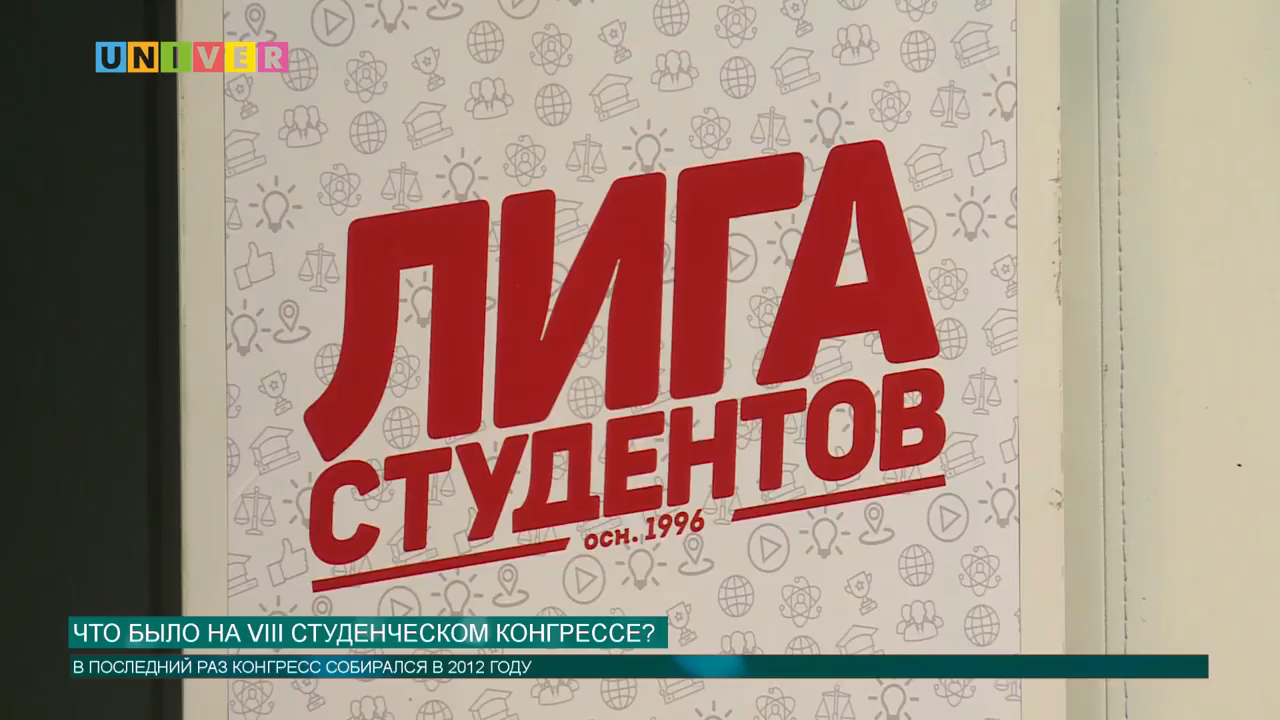 UNIVER
ЛИГА
СТУДЕНТОВ
осн. 1996
ЧТО БЫЛО НА VIII СТУДЕНЧЕСКОМ КОНГРЕССЕ?
В ПОСЛЕДНИЙ РАЗ КОНГРЕСС СОБИРАЛСЯ В 2012 ГОДУ